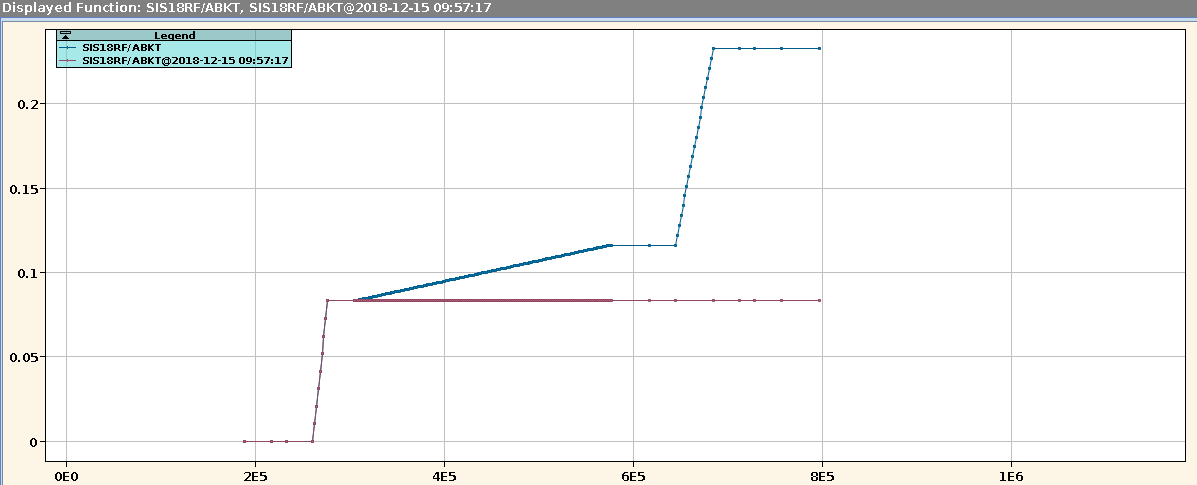 Displayed Function: SIS18RF/ABKT, SIS18RF/ABKT@2018-12-15 09:57:17
Legend
SIS18RF/ABKT
SIS18RF/ABKT@2018-12-15 09:57:17
0.2
0.15
0.1
0.05
0
0E0 2E5 4E5 6E5 8E5 1E6